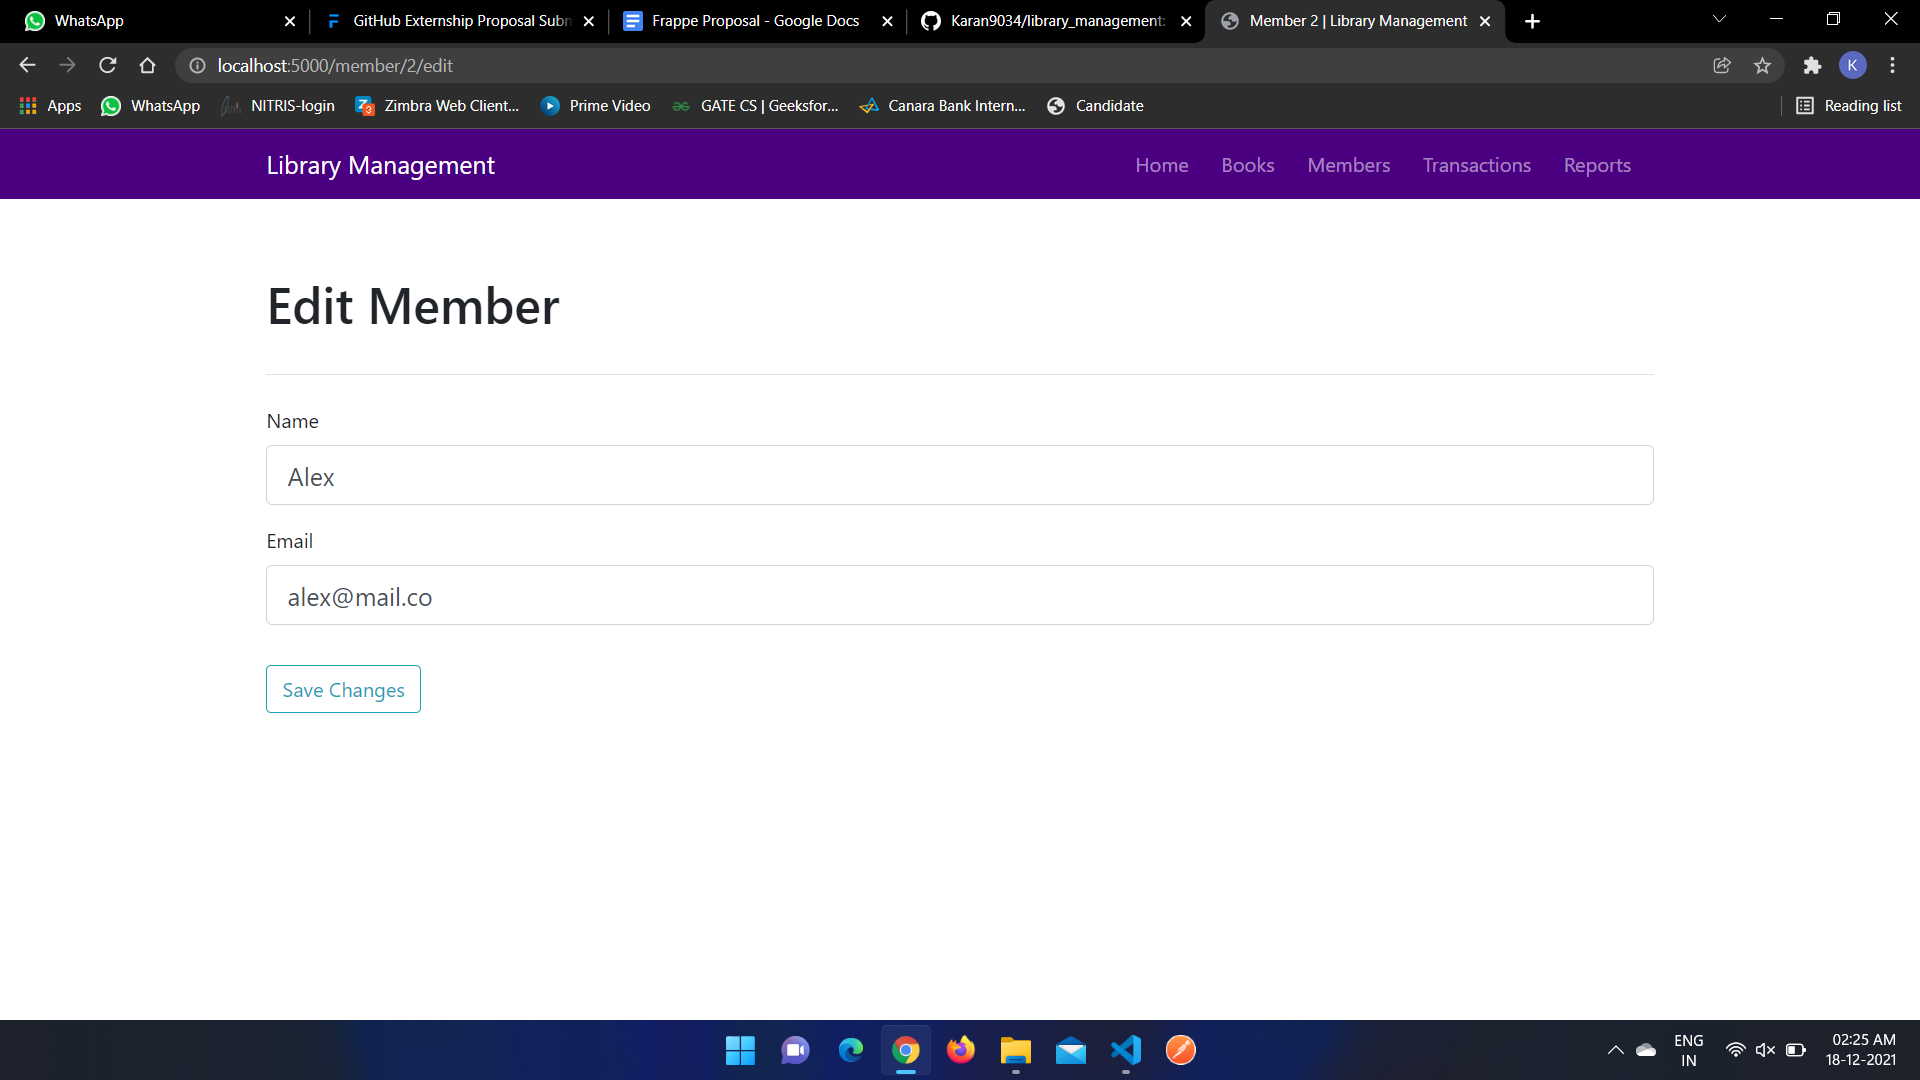 WhatsApp
GitHub Externship Proposal Subm
Frappe Proposal - Google Docs
Karan9034/library_management:
Member 2 | Library Management
localhost:5000/member/2/edit
K
Apps
WhatsApp
NITRIS-login
Zimbra Web Client...
Prime Video
GATE CS | Geeksfor...
Canara Bank Intern...
Candidate
Reading list
Library Management
Home
Books
Members
Transactions
Reports
Edit Member
Name
Alex
Email
alex@mail.co
Save Changes
ENG
IN
02:25 AM
18-12-2021